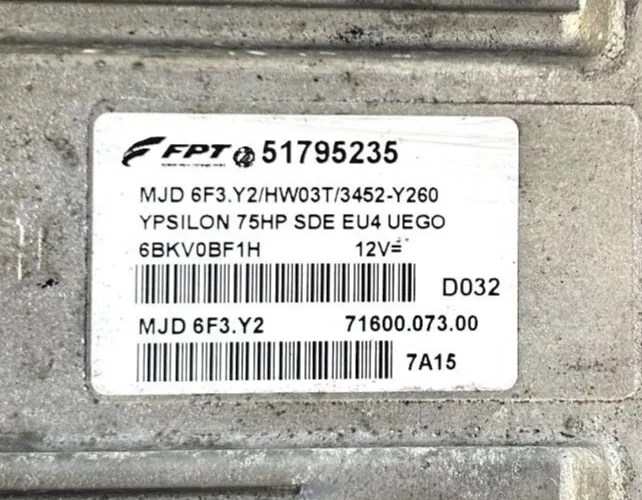 FPT 51795235
MJD 6F3.Y2/HW03T/3452-Y260
YPSILON 75HP SDE EU4 UEGO
6BKV0BF1H 12V=
D032
MJD 6F3.Y2 71600.073.00
7A15